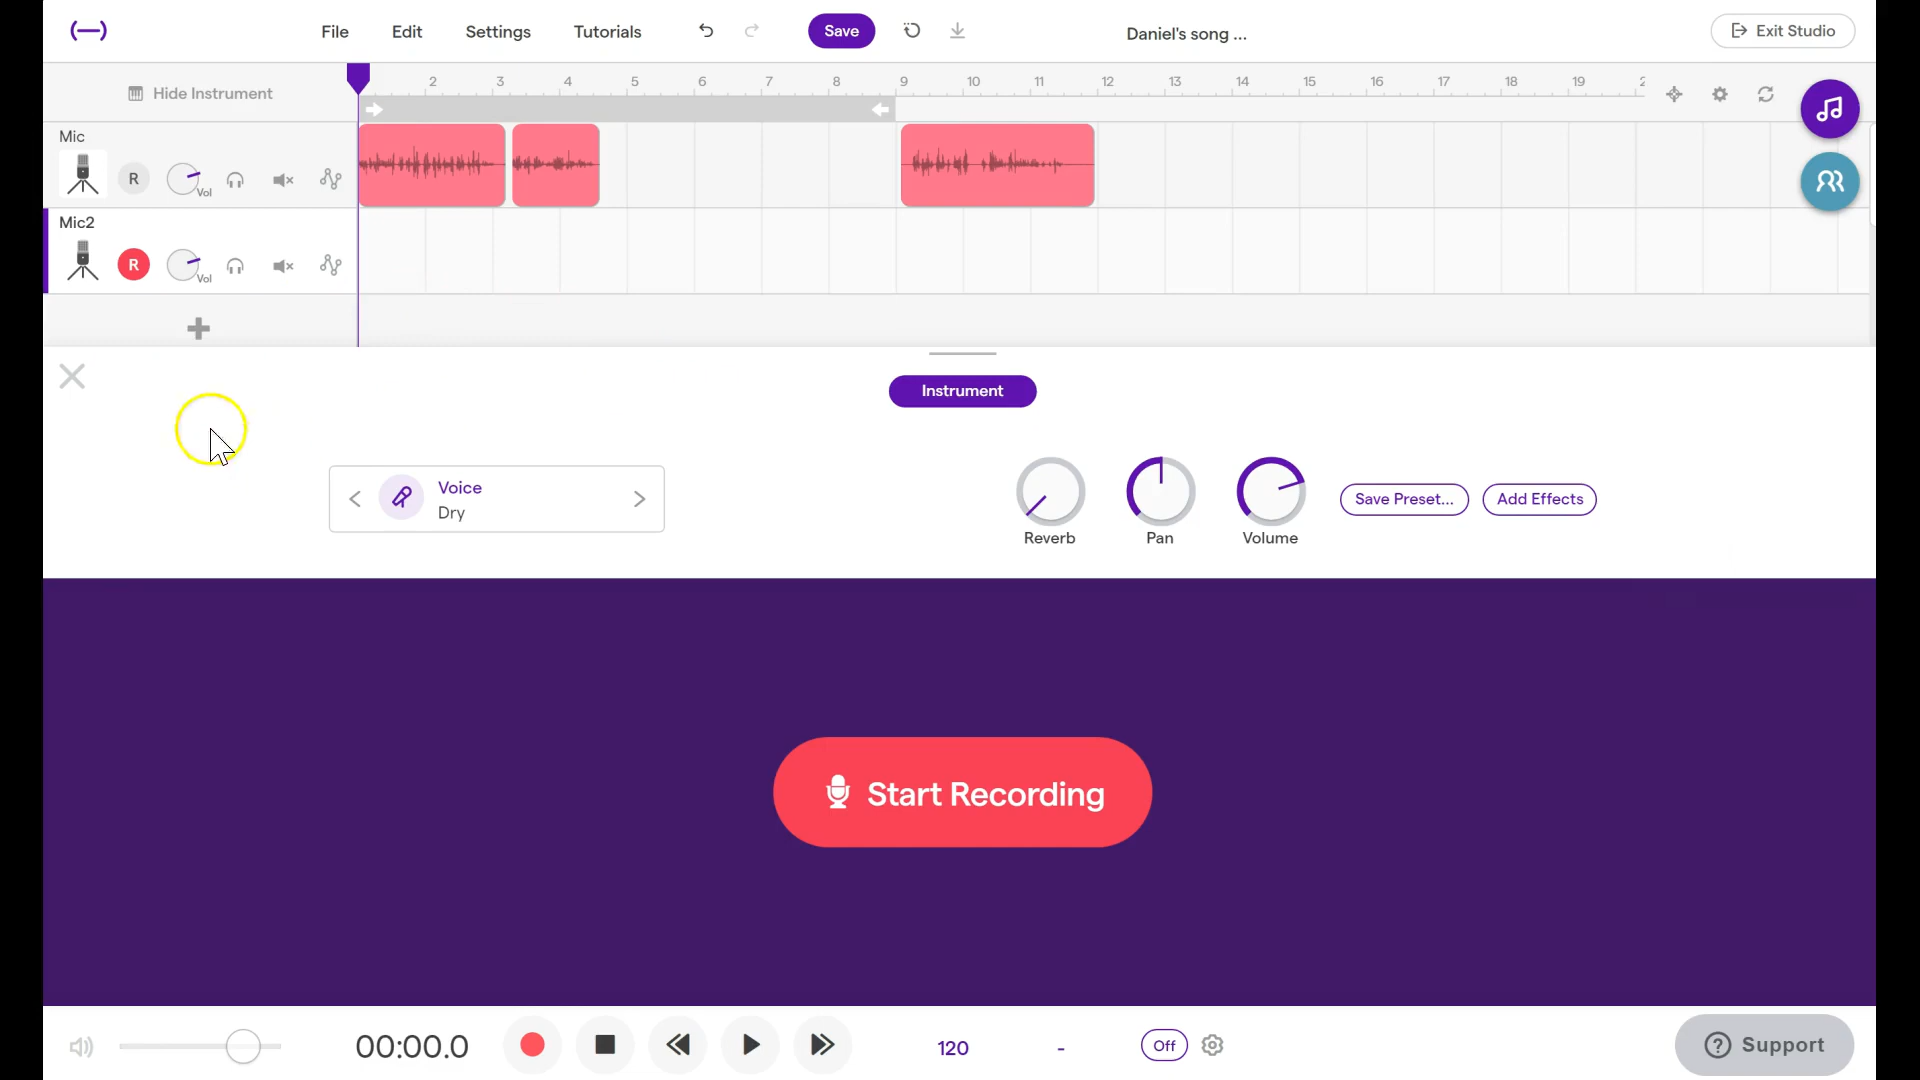 File Edit Settings Tutorials Save Daniel's song ... Exit Studio
Hide Instrument 2 3 4 5 6 7 8 9 10 11 12 13 14 15 16 17 18 19
Mic
R Vol
Mic2
R Vol
Instrument
Voice
Dry
Reverb Pan Volume Save Preset... Add Effects
Start Recording
00:00.0 120 - Off Support